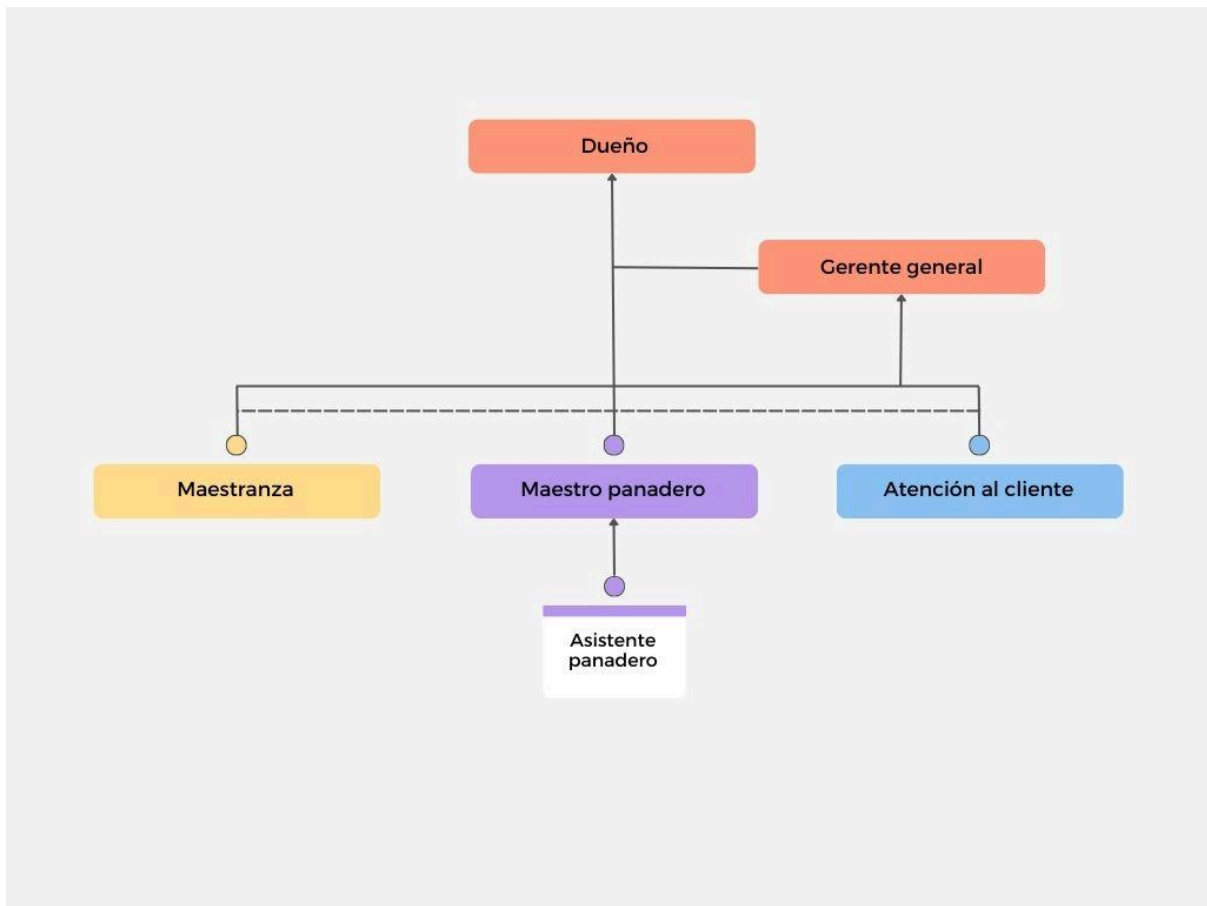 Dueño
Gerente general
Maestranza
Maestro panadero
Atención al cliente
Asistente
panadero